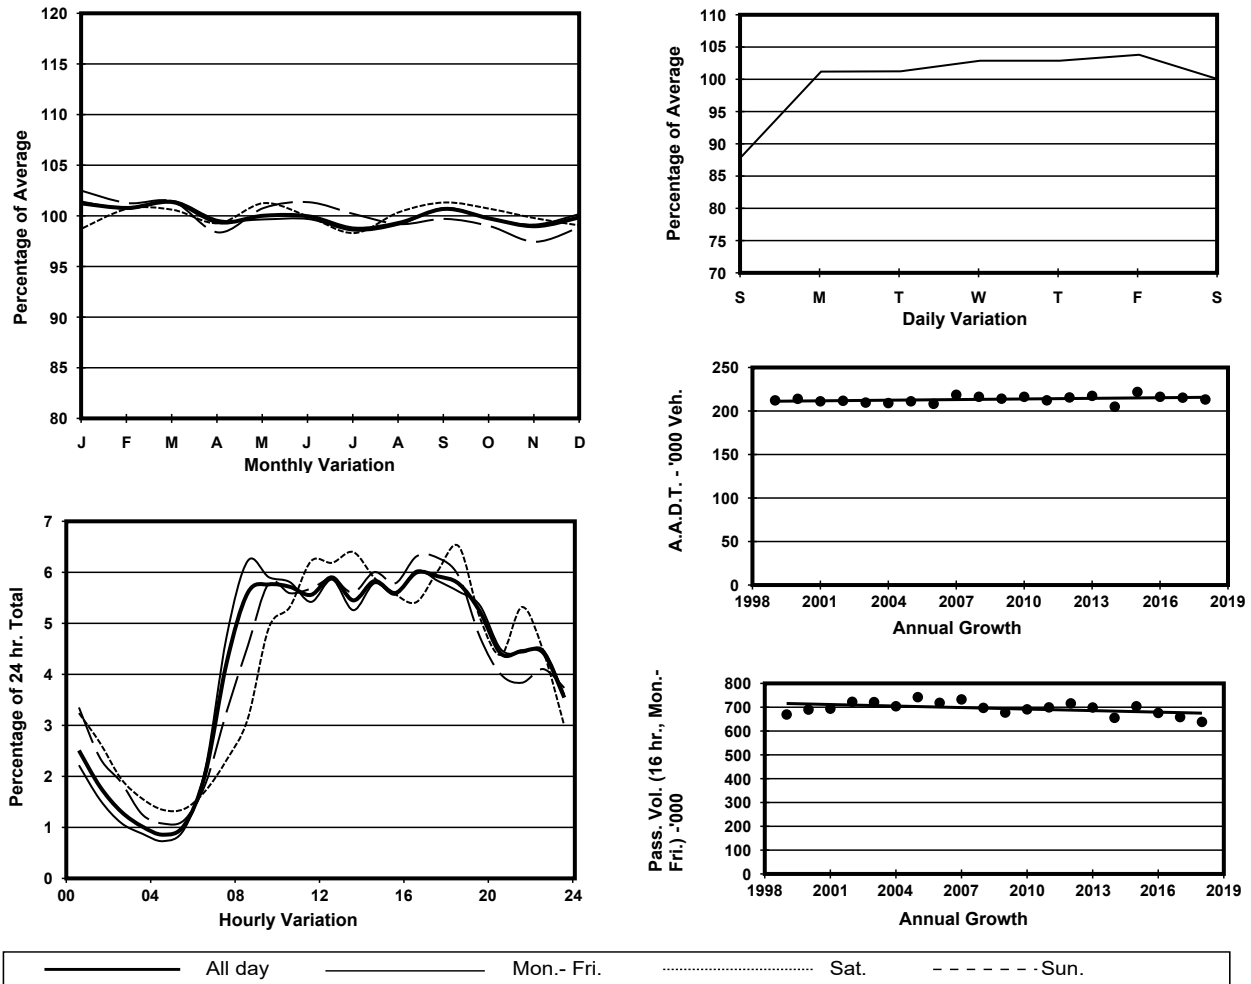 120
115
110
105
100
95
90
85
80
Percentage of Average
J F M A M J J A S O N D
Monthly Variation
110
105
100
95
90
85
80
75
70
Percentage of Average
S M T W T F S
Daily Variation
250
200
150
100
50
0
A.A.D.T. - '000 Veh.
1998 2001 2004 2007 2010 2013 2016 2019
Annual Growth
7
6
5
4
3
2
1
0
Percentage of 24 hr. Total
00 04 08 12 16 20 24
Hourly Variation
800
700
600
500
400
300
200
100
0
Pass. Vol. (16 hr., Mon.-
Fri.) -'000
1998 2001 2004 2007 2010 2013 2016 2019
Annual Growth
All day Mon.- Fri. Sat. Sun.